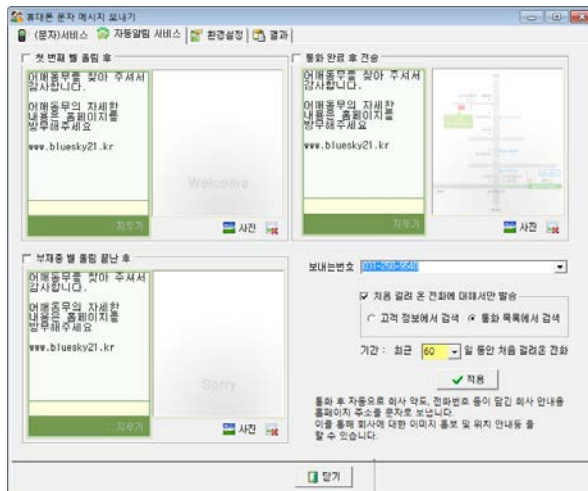 휴대폰 문자 메시지 보내기
(문자)서비스 자동알림 서비스 환경설정 결과
첫 번째 벨 울림 후
어깨동무를 찾아 주셔서
감사합니다.
어깨동무의 자세한
내용은 홈페이지를
방문해주세요
www.bluesky21.kr
Welcome
지우기
사진
통화 완료 후 전송
어깨동무를 찾아 주셔서
감사합니다.
어깨동무의 자세한
내용은 홈페이지를
방문해주세요
www.bluesky21.kr
지우기
사진
부재중 벨 울림 끝난 후
어깨동무를 찾아 주셔서
감사합니다.
어깨동무의 자세한
내용은 홈페이지를
방문해주세요
www.bluesky21.kr
Sorry
지우기
사진
보내는번호
처음 걸려 온 전화에 대해서만 발송
고객 정보에서 검색 통화 목록에서 검색
기간 : 최근 60 일 동안 처음 걸려온 전화
적용
통화 후 자동으로 회사 약도, 전화번호 등이 담긴 회사 안내용
홈페이지 주소를 문자로 보냅니다.
이를 통해 회사에 대한 이미지 홍보 및 위치 안내등 을
할 수 있습니다.
닫기